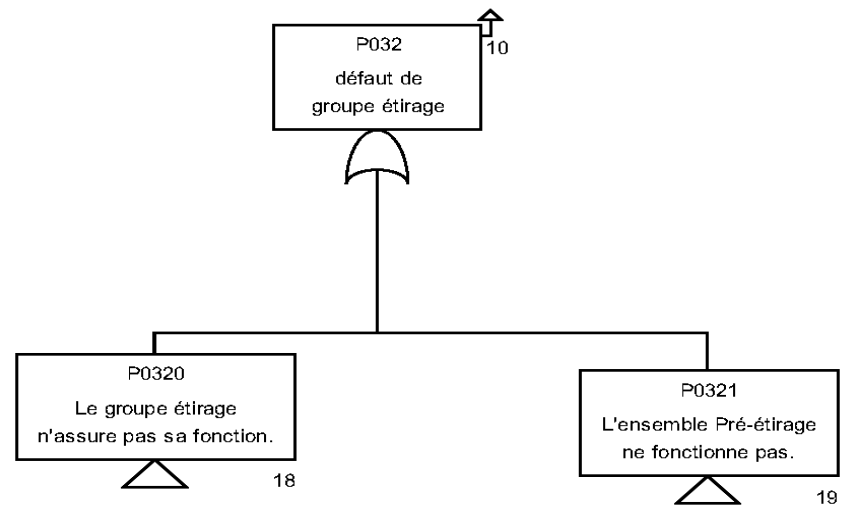 P032
10
défaut de
groupe étirage
P0320
Le groupe étirage
n'assure pas sa fonction.
18
P0321
L'ensemble Pré-étirage
ne fonctionne pas.
19